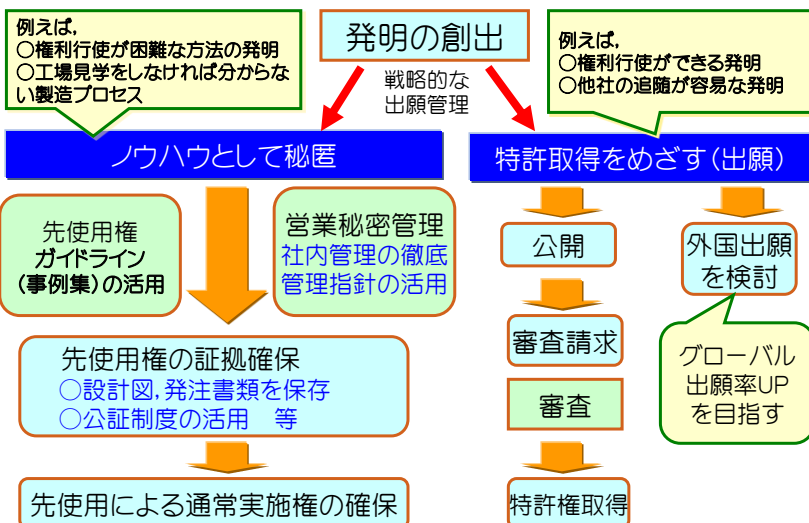 発明の創出
戦略的な
出願管理
例えば,
○権利行使が困難な方法の発明
○工場見学をしなければ分からな
い製造プロセス
例えば,
○権利行使ができる発明
○他社の追随が容易な発明
ノウハウとして秘匿
特許取得をめざす(出願)
先使用権
ガイドライン
(事例集)の活用
営業秘密管理
社内管理の徹底
管理指針の活用
先使用権の証拠確保
○設計図,発注書類を保存
○公証制度の活用 等
先使用による通常実施権の確保
公開
審査請求
審査
特許権取得
外国出願
を検討
グローバル
出願率UP
を目指す